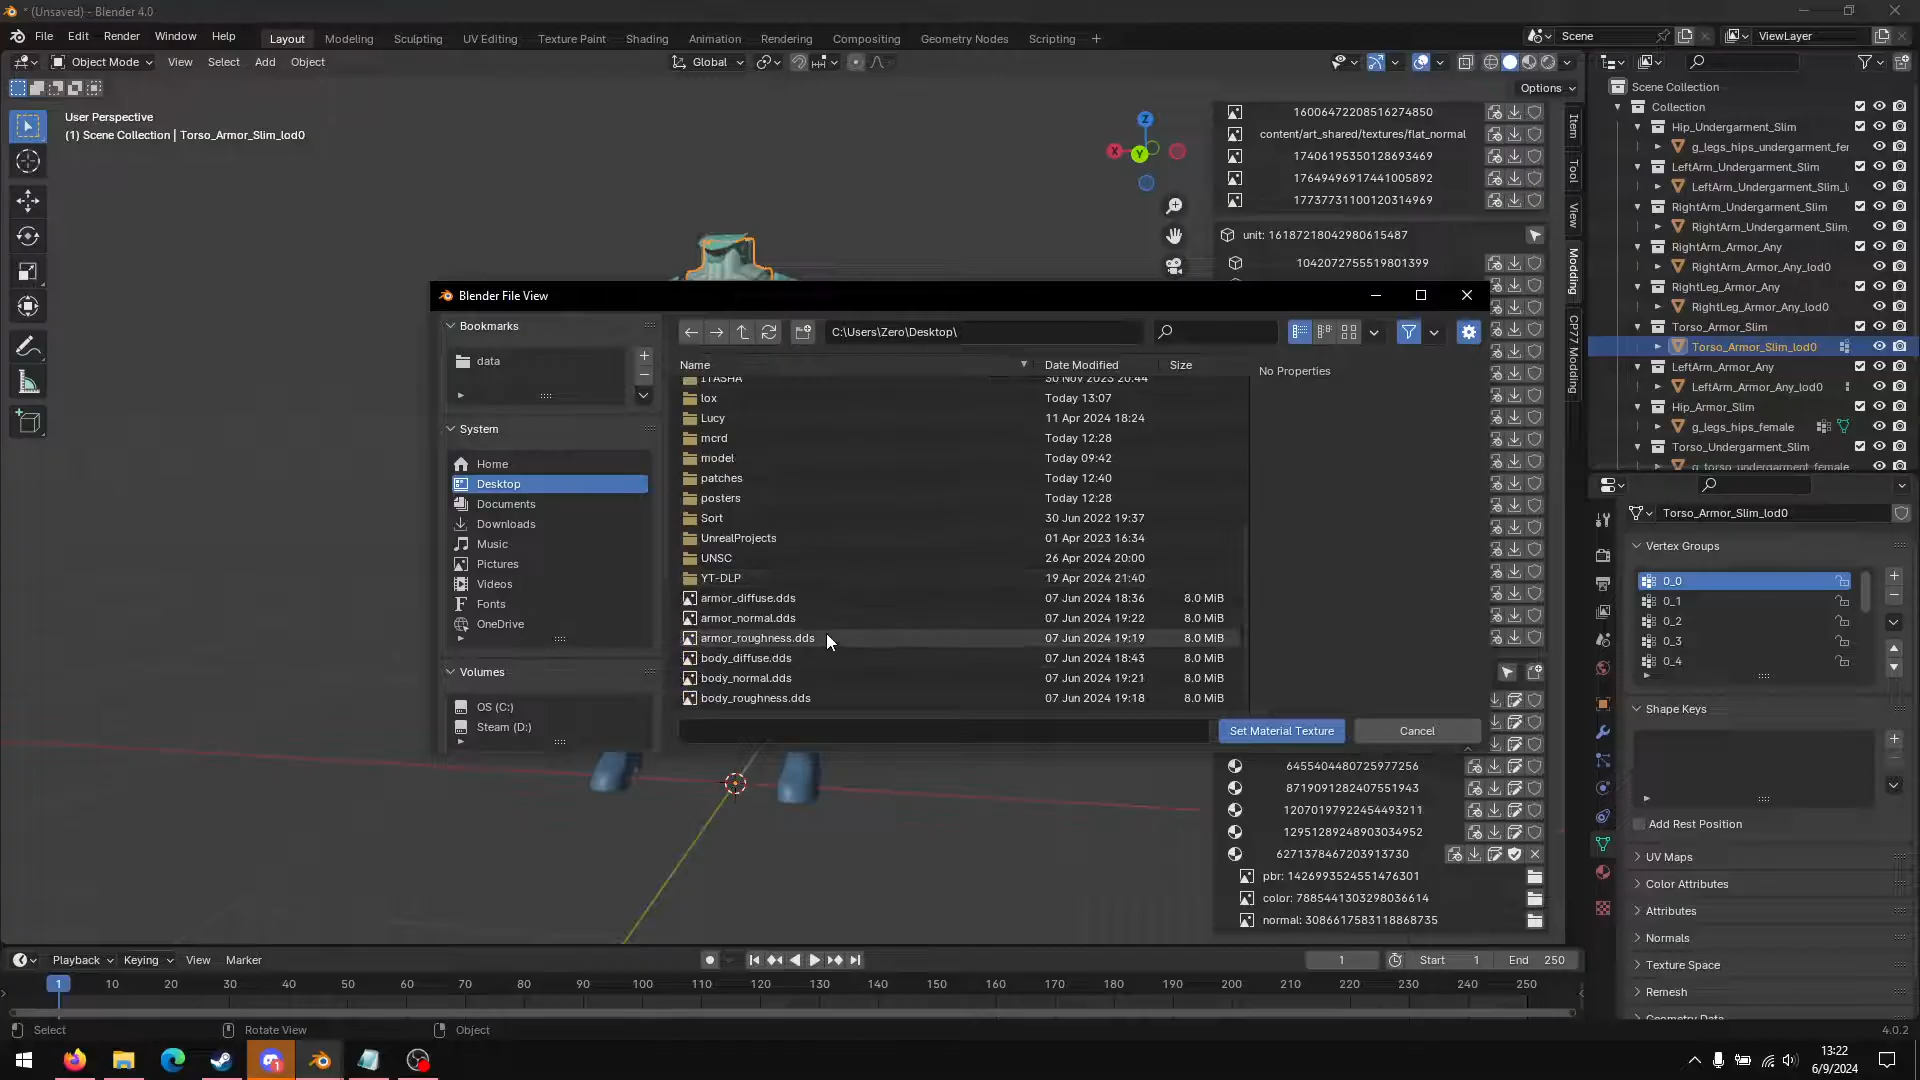 * (Unsaved) - Blender 4.0
File Edit Render Window Help
Layout Modeling Sculpting UV Editing Texture Paint Shading Animation Rendering Compositing Geometry Nodes Scripting +
Scene
ViewLayer
Object Mode View Select Add Object
Global
Options
User Perspective
(1) Scene Collection | Torso_Armor_Slim_lod0
X
Y
Z
16006472208516274850
content/art_shared/textures/flat_normal
17406195350128693469
17649496917441005892
17737731100120314969
unit: 16187218042980615487
1042072755519801399
Item
Tool
View
Modding
CP77 Modding
Scene Collection
Collection
Hip_Undergarment_Slim
g_legs_hips_undergarment_fer
LeftArm_Undergarment_Slim
LeftArm_Undergarment_Slim_l
RightArm_Undergarment_Slim
RightArm_Undergarment_Slim_
RightArm_Armor_Any
RightArm_Armor_Any_lod0
RightLeg_Armor_Any
RightLeg_Armor_Any_lod0
Torso_Armor_Slim
Torso_Armor_Slim_lod0
LeftArm_Armor_Any
LeftArm_Armor_Any_lod0
Hip_Armor_Slim
g_legs_hips_female
Torso_Undergarment_Slim
g_torso_undergarment_female
Blender File View
Bookmarks
data
System
Home
Desktop
Documents
Downloads
Music
Pictures
Videos
Fonts
OneDrive
Volumes
OS (C:)
Steam (D:)
C:\Users\Zero\Desktop\
Name Date Modified Size
ITASHA 30 Nov 2023 20:44
lox Today 13:07
Lucy 11 Apr 2024 18:24
mcrd Today 12:28
model Today 09:42
patches Today 12:40
posters Today 12:28
Sort 30 Jun 2022 19:37
UnrealProjects 01 Apr 2023 16:34
UNSC 26 Apr 2024 20:00
YT-DLP 19 Apr 2024 21:40
armor_diffuse.dds 07 Jun 2024 18:36 8.0 MiB
armor_normal.dds 07 Jun 2024 19:22 8.0 MiB
armor_roughness.dds 07 Jun 2024 19:19 8.0 MiB
body_diffuse.dds 07 Jun 2024 18:43 8.0 MiB
body_normal.dds 07 Jun 2024 19:21 8.0 MiB
body_roughness.dds 07 Jun 2024 19:18 8.0 MiB
Set Material Texture Cancel
No Properties
6455404480725977256
8719091282407551943
12070197922454493211
12951289248903034952
6271378467203913730
pbr: 1426993524551476301
color: 7885441303298036614
normal: 3086617583118868735
Torso_Armor_Slim_lod0
Vertex Groups
0_0
0_1
0_2
0_3
0_4
Shape Keys
Add Rest Position
UV Maps
Color Attributes
Attributes
Normals
Texture Space
Remesh
Geometry Data
Playback Keying View Marker
1 Start 1 End 250
1 10 20 30 40 50 60 70 80 90 100 110 120 130 140 150 160 170 180 190 200 210 220 230 240 250
Select Rotate View Object
4.0.2
1
13:22
6/9/2024